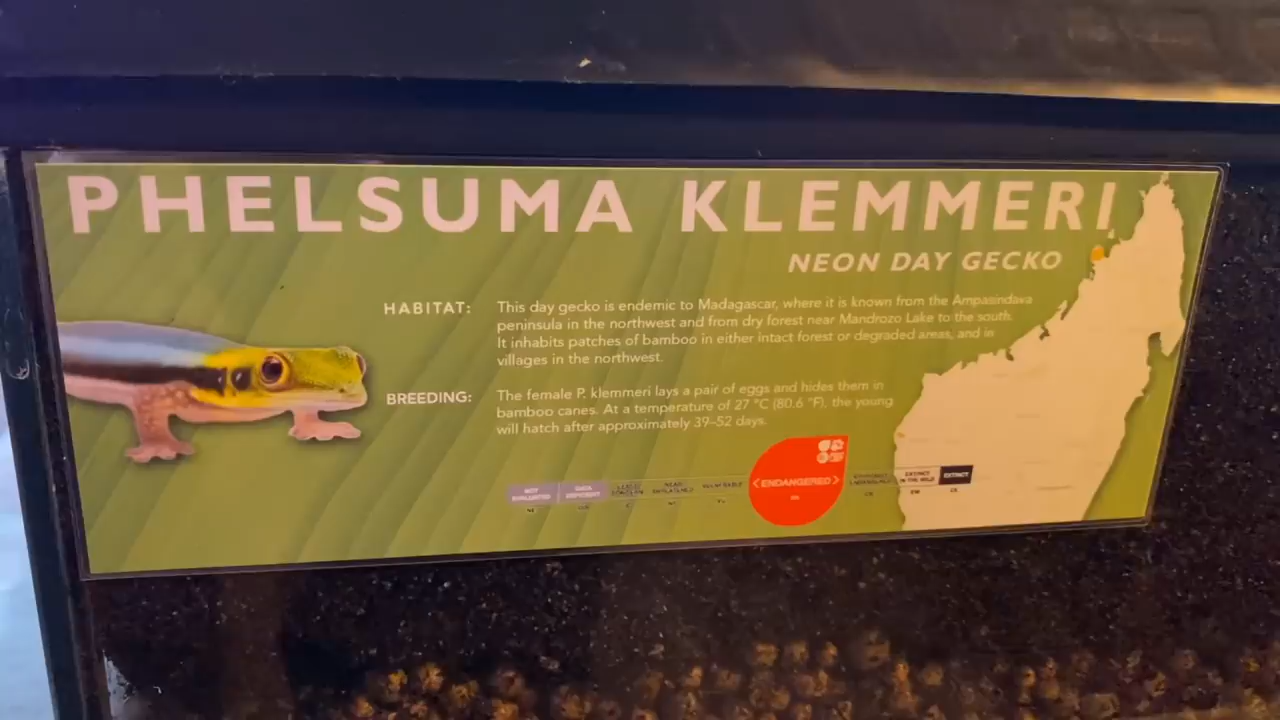 PHELSUMA KLEMMERI
NEON DAY GECKO
HABITAT:
This day gecko is endemic to Madagascar, where it is known from the Ampasindava
peninsula in the northwest and from dry forest near Mandrozo Lake to the south.
It inhabits patches of bamboo in either intact forest or degraded areas, and in
villages in the northwest.
BREEDING:
The female P. klemmeri lays a pair of eggs and hides them in
bamboo canes. At a temperature of 27 °C (80.6 °F), the young
will hatch after approximately 39–52 days.
NOT
EVALUATED
DATA
DEFICIENT
LEAST
CONCERN
NEAR
THREATENED
VULNERABLE
<ENDANGERED>
EN
EXTINCT
IN THE WILD
EW
EXTINCT
EX